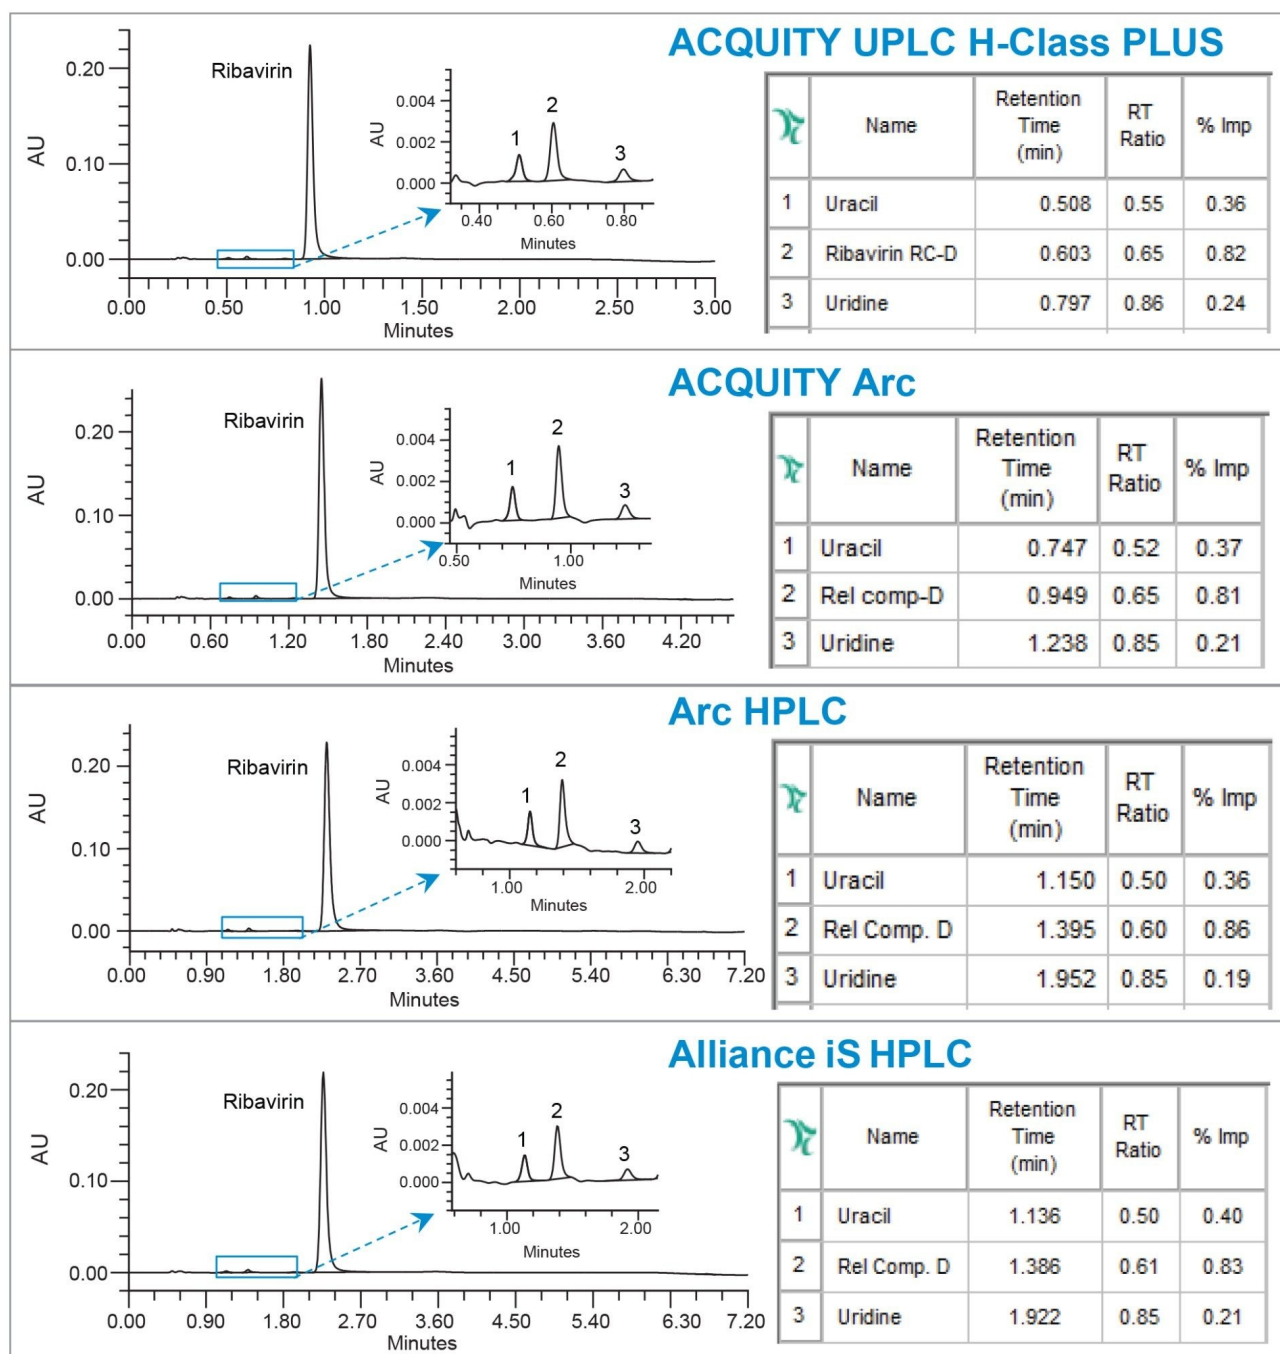 ACQUITY UPLC H-Class PLUS
0.20
0.10
0.00
AU
Ribavirin
0.00 0.50 1.00 1.50 2.00 2.50 3.00
Minutes
0.004
0.002
0.000
AU
1 2 3
0.40 0.60 0.80
Minutes
Name Retention Time (min) RT Ratio % Imp
1 Uracil 0.508 0.55 0.36
2 Ribavirin RC-D 0.603 0.65 0.82
3 Uridine 0.797 0.86 0.24
ACQUITY Arc
0.20
0.10
0.00
AU
Ribavirin
0.00 0.60 1.20 1.80 2.40 3.00 3.60 4.20
Minutes
0.004
0.002
0.000
AU
1 2 3
0.50 1.00
Minutes
Name Retention Time (min) RT Ratio % Imp
1 Uracil 0.747 0.52 0.37
2 Rel comp-D 0.949 0.65 0.81
3 Uridine 1.238 0.85 0.21
Arc HPLC
0.20
0.10
0.00
AU
Ribavirin
0.00 0.90 1.80 2.70 3.60 4.50 5.40 6.30 7.20
Minutes
0.004
0.002
0.000
AU
1 2 3
1.00 2.00
Minutes
Name Retention Time (min) RT Ratio % Imp
1 Uracil 1.150 0.50 0.36
2 Rel Comp. D 1.395 0.60 0.86
3 Uridine 1.952 0.85 0.19
Alliance iS HPLC
0.20
0.10
0.00
AU
Ribavirin
0.00 0.90 1.80 2.70 3.60 4.50 5.40 6.30 7.20
Minutes
0.004
0.002
0.000
AU
1 2 3
1.00 2.00
Minutes
Name Retention Time (min) RT Ratio % Imp
1 Uracil 1.136 0.50 0.40
2 Rel Comp. D 1.386 0.61 0.83
3 Uridine 1.922 0.85 0.21